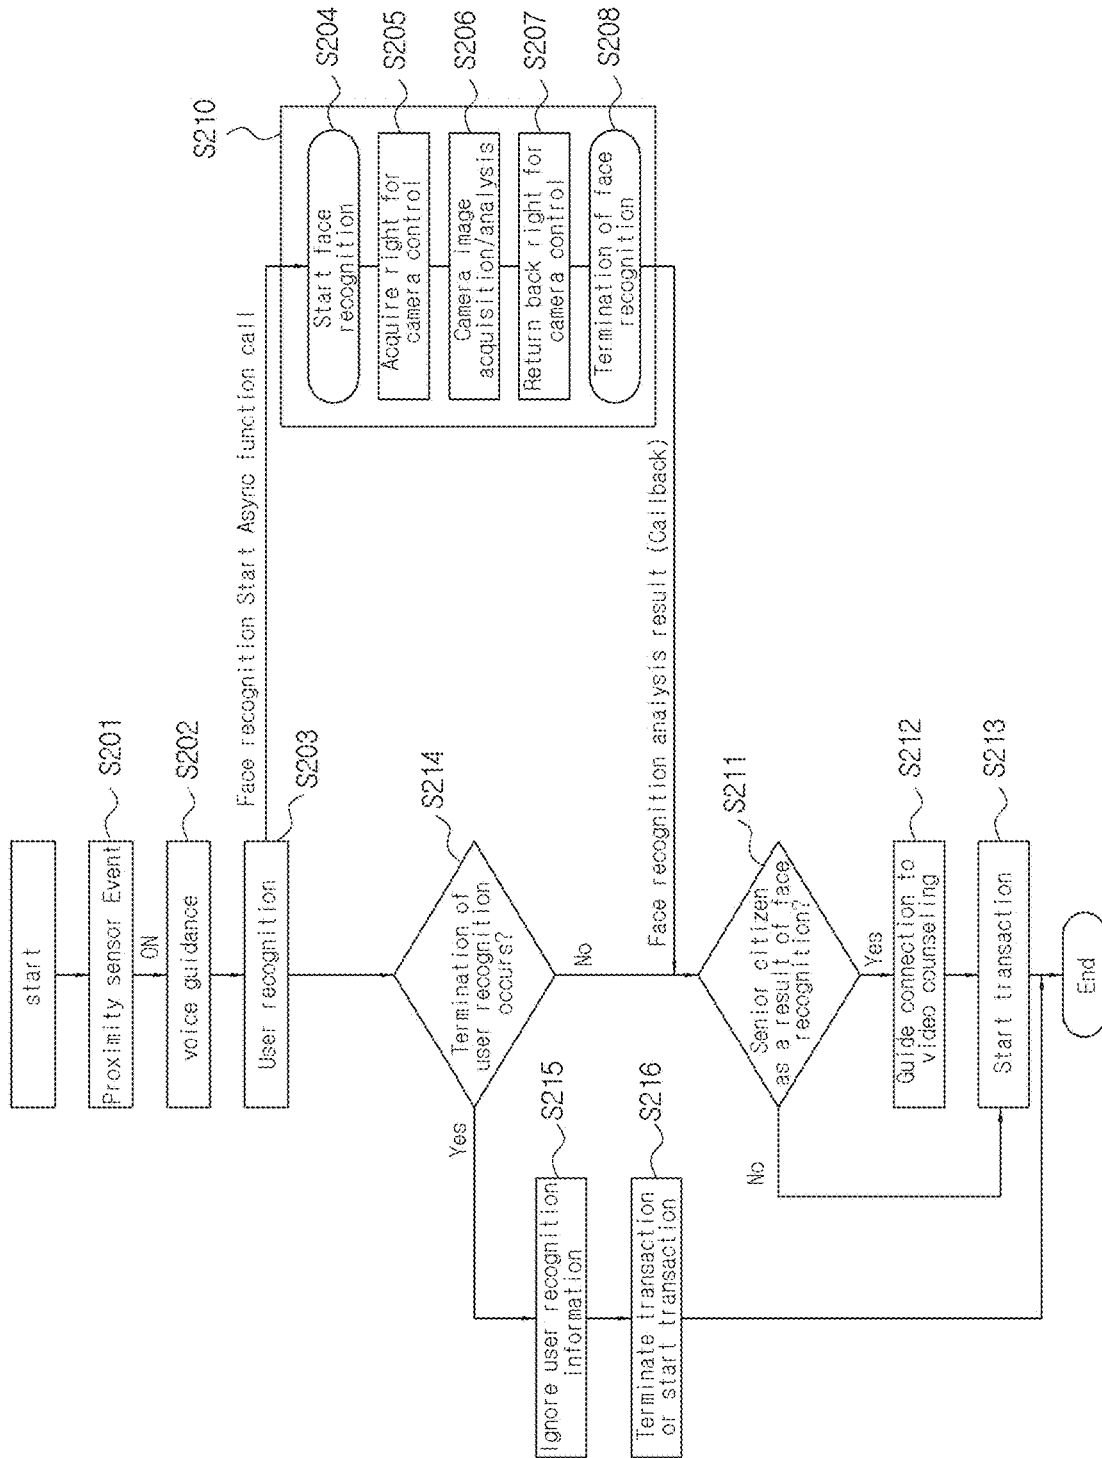 start
Proximity sensor Event
S201
ON
voice guidance
S202
User recognition
S203
Face recognition Start Async function call
S210
Start face
recognition
S204
Acquire right for
camera control
S205
Camera image
acquisition/analysis
S206
Return back right for
camera control
S207
Termination of face
recognition
S208
Termination of
user recognition
occurs?
S214
Yes
No
Face recognition analysis result (Callback)
Ignore user recognition
information
S215
Terminate transaction
or start transaction
S216
Senior citizen
as a result of face
recognition?
S211
No
Yes
Guide connection to
video counseling
S212
Start transaction
S213
End